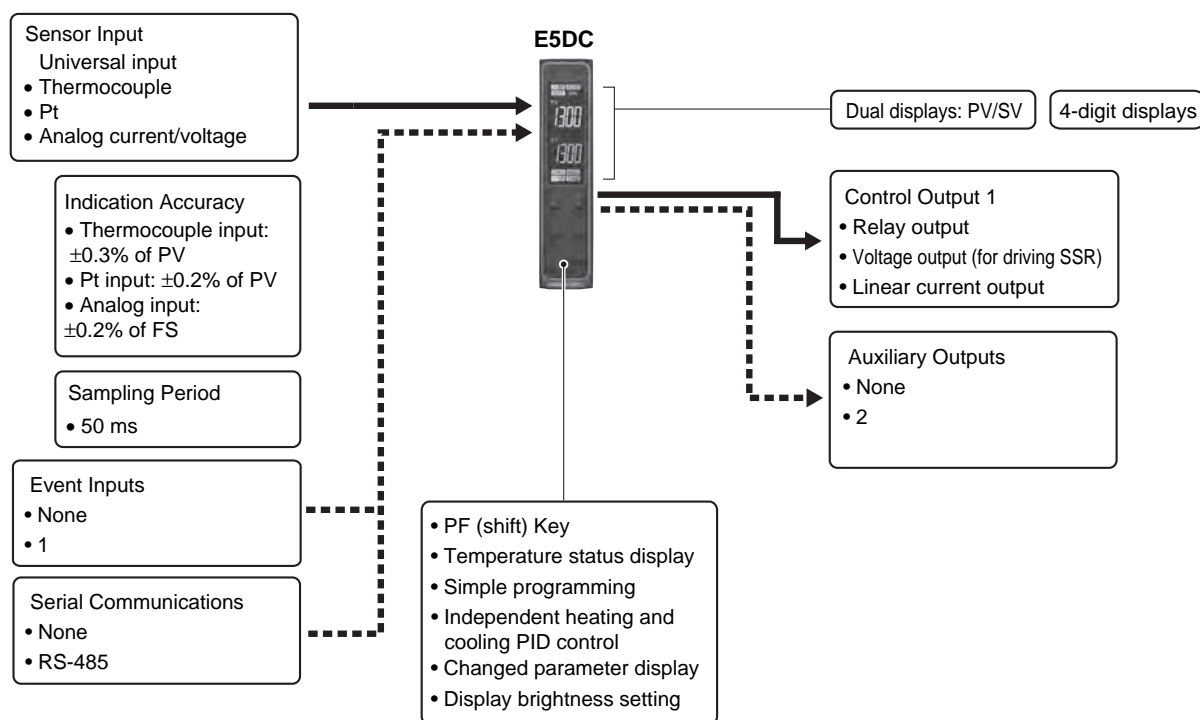 E5DC
Sensor Input
Universal input
• Thermocouple
• Pt
• Analog current/voltage
Indication Accuracy
• Thermocouple input:
±0.3% of PV
• Pt input: ±0.2% of PV
• Analog input:
±0.2% of FS
Sampling Period
• 50 ms
Event Inputs
• None
• 1
Serial Communications
• None
• RS-485
1300
1300
• PF (shift) Key
• Temperature status display
• Simple programming
• Independent heating and
cooling PID control
• Changed parameter display
• Display brightness setting
Dual displays: PV/SV
4-digit displays
Control Output 1
• Relay output
• Voltage output (for driving SSR)
• Linear current output
Auxiliary Outputs
• None
• 2